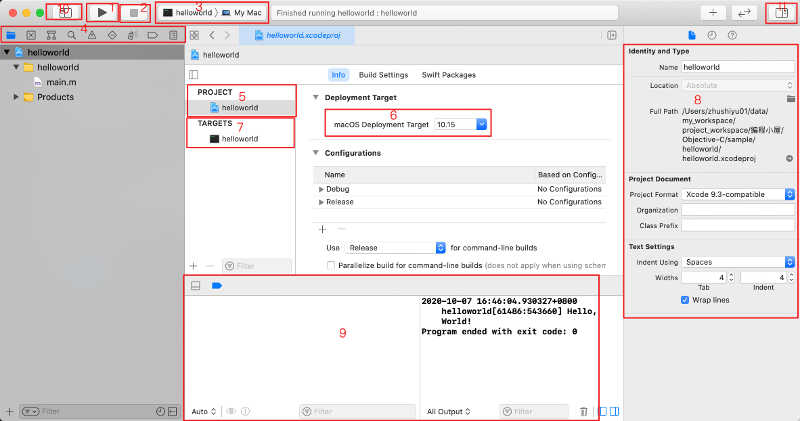 10
1
2
3
helloworld 〉 My Mac
Finished running helloworld : helloworld
11
4
helloworld.xcodeproj
helloworld
helloworld
main.m
Products
helloworld
Info
Build Settings
Swift Packages
PROJECT
5
helloworld
TARGETS
7
helloworld
Deployment Target
6
macOS Deployment Target 10.15
Configurations
Name
Based on Config...
Debug
No Configurations
Release
No Configurations
Use Release for command-line builds
Parallelize build for command-line builds (does not apply when using schem
Filter
Identity and Type
Name helloworld
Location Absolute
8
Full Path /Users/zhushiyu01/data/
my_workspace/
project_workspace/编程小屋/
Objective-C/sample/
helloworld/
helloworld.xcodeproj
Project Document
Project Format Xcode 9.3-compatible
Organization
Class Prefix
Text Settings
Indent Using Spaces
Widths 4 4
Tab Indent
Wrap lines
9
2020-10-07 16:46:04.930327+0800
helloworld[61486:543660] Hello,
World!
Program ended with exit code: 0
Filter
Auto
Filter
All Output
Filter